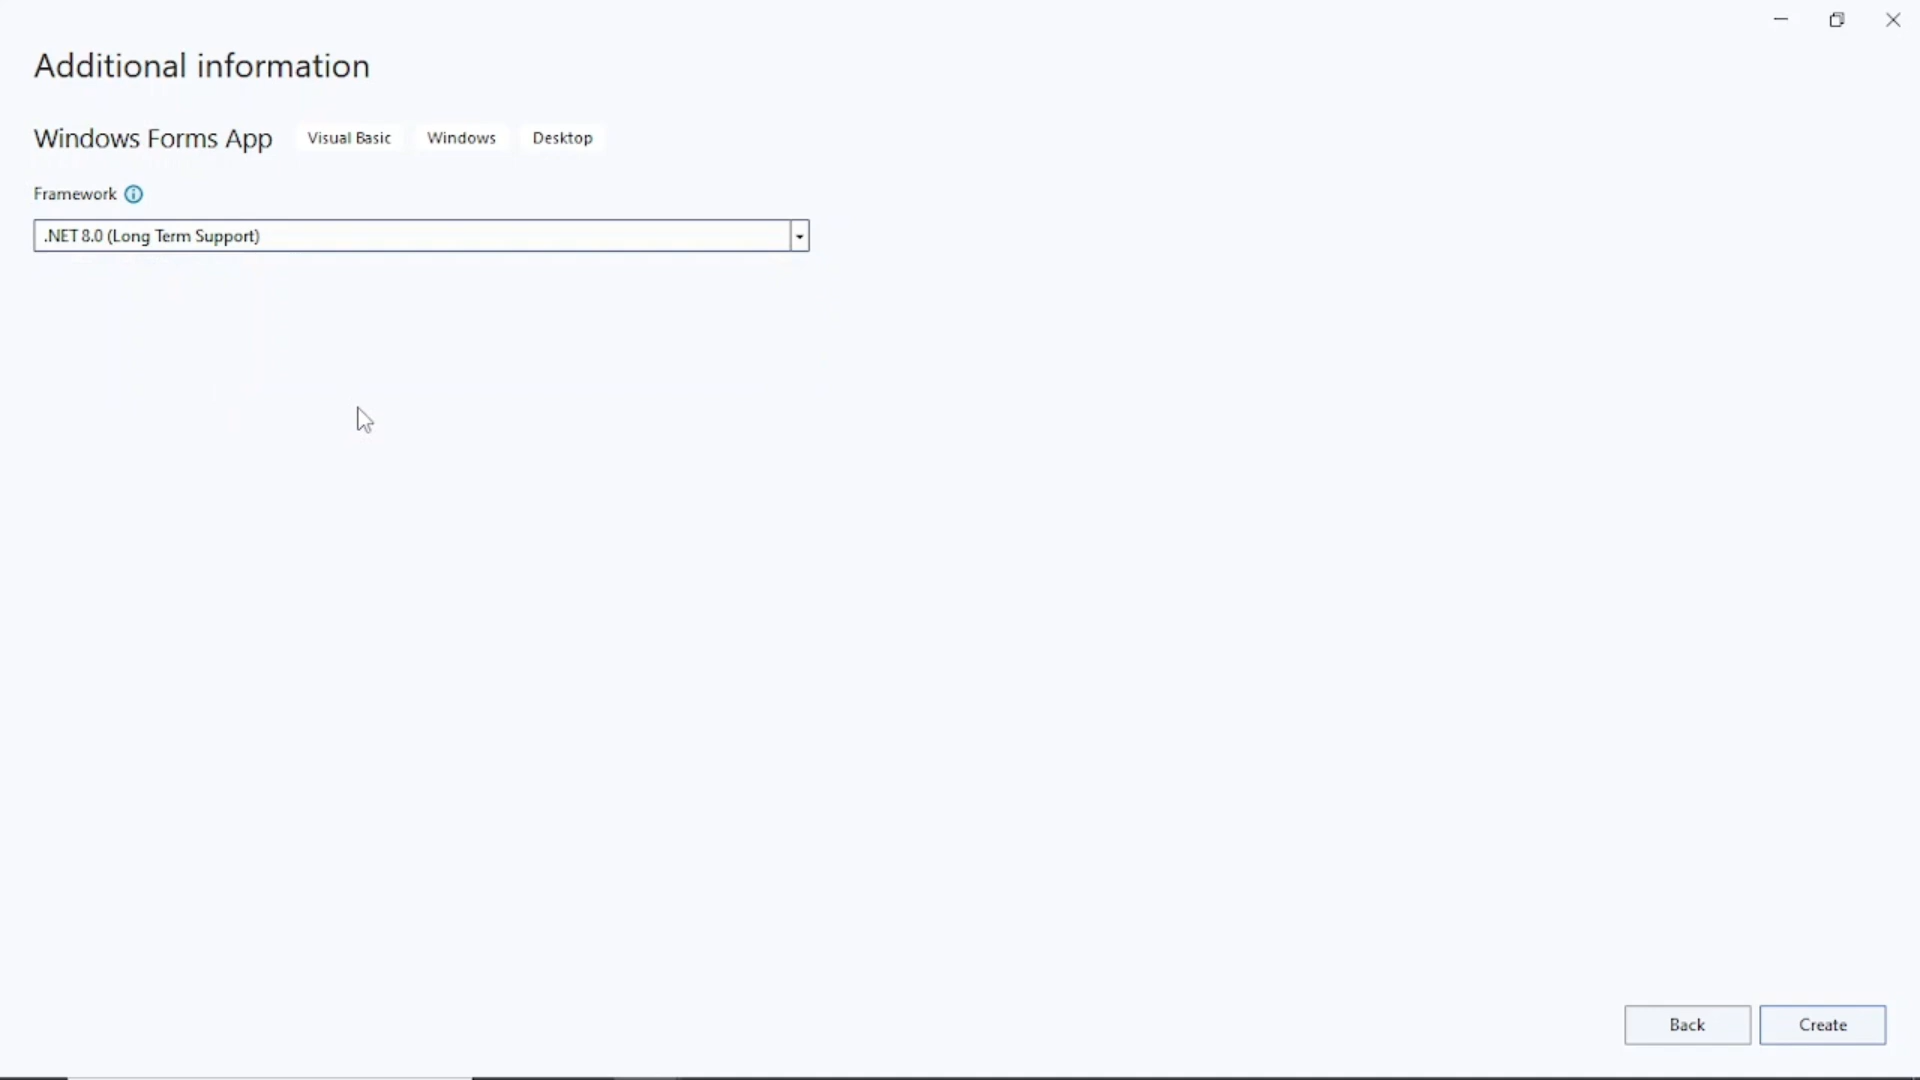 Additional information
Windows Forms App Visual Basic Windows Desktop
Framework
.NET 8.0 (Long Term Support)
Back Create